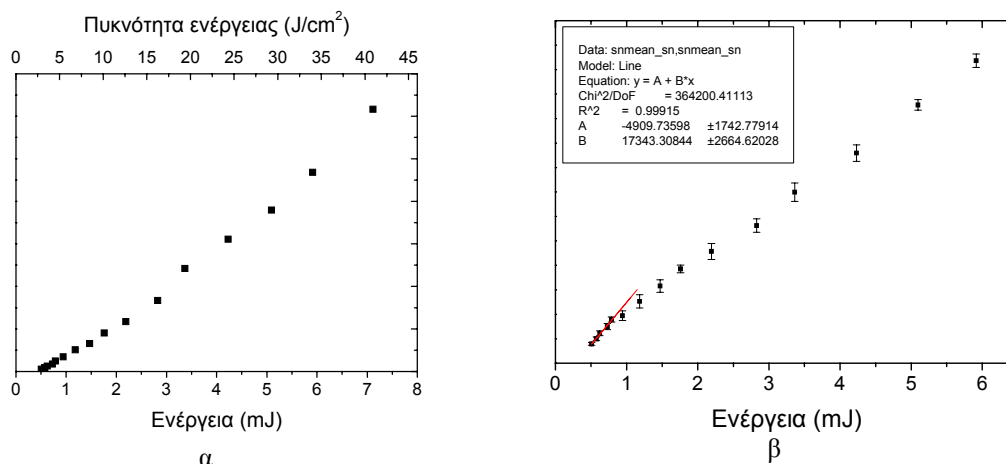 Πυκνότητα ενέργειας (J/cm²)
0 5 10 15 20 25 30 35 40 45
0 1 2 3 4 5 6 7 8
Ενέργεια (mJ)
α
Data: snmean_sn,snmean_sn
Model: Line
Equation: y = A + B*x
Chi^2/DoF = 364200.41113
R^2 = 0.99915
A -4909.73598 ±1742.77914
B 17343.30844 ±2664.62028
0 1 2 3 4 5 6
Ενέργεια (mJ)
β